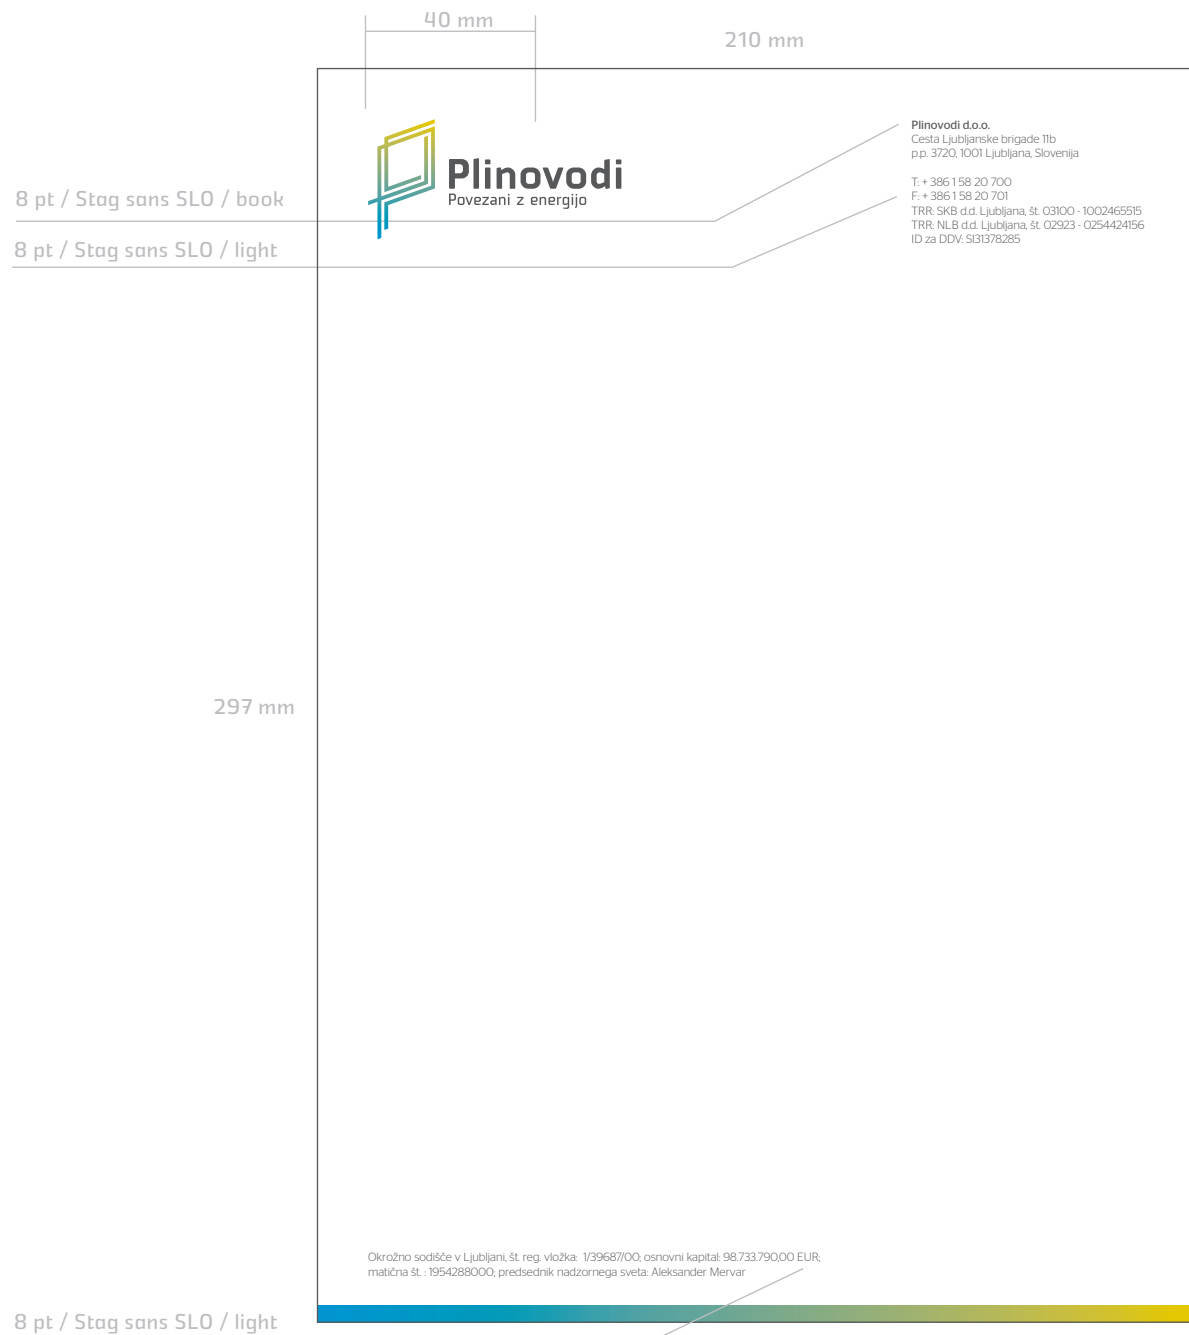 40 mm
210 mm
Plinovodi
Povezani z energijo
Plinovodi d.o.o.
Cesta Ljubljanske brigade 11b
p.p. 3720, 1001 Ljubljana, Slovenija
T: + 386 1 58 20 700
F: + 386 1 58 20 701
TRR: SKB d.d. Ljubljana, št. 03100 - 1002465515
TRR: NLB d.d. Ljubljana, št. 02923 - 0254424156
ID za DDV: SI31378285
8 pt / Stag sans SLO / book
8 pt / Stag sans SLO / light
297 mm
Okrožno sodišče v Ljubljani, št. reg. vložka: 1/39687/00; osnovni kapital: 98.733.790,00 EUR;
matična št. : 1954288000; predsednik nadzornega sveta: Aleksander Mervar
8 pt / Stag sans SLO / light